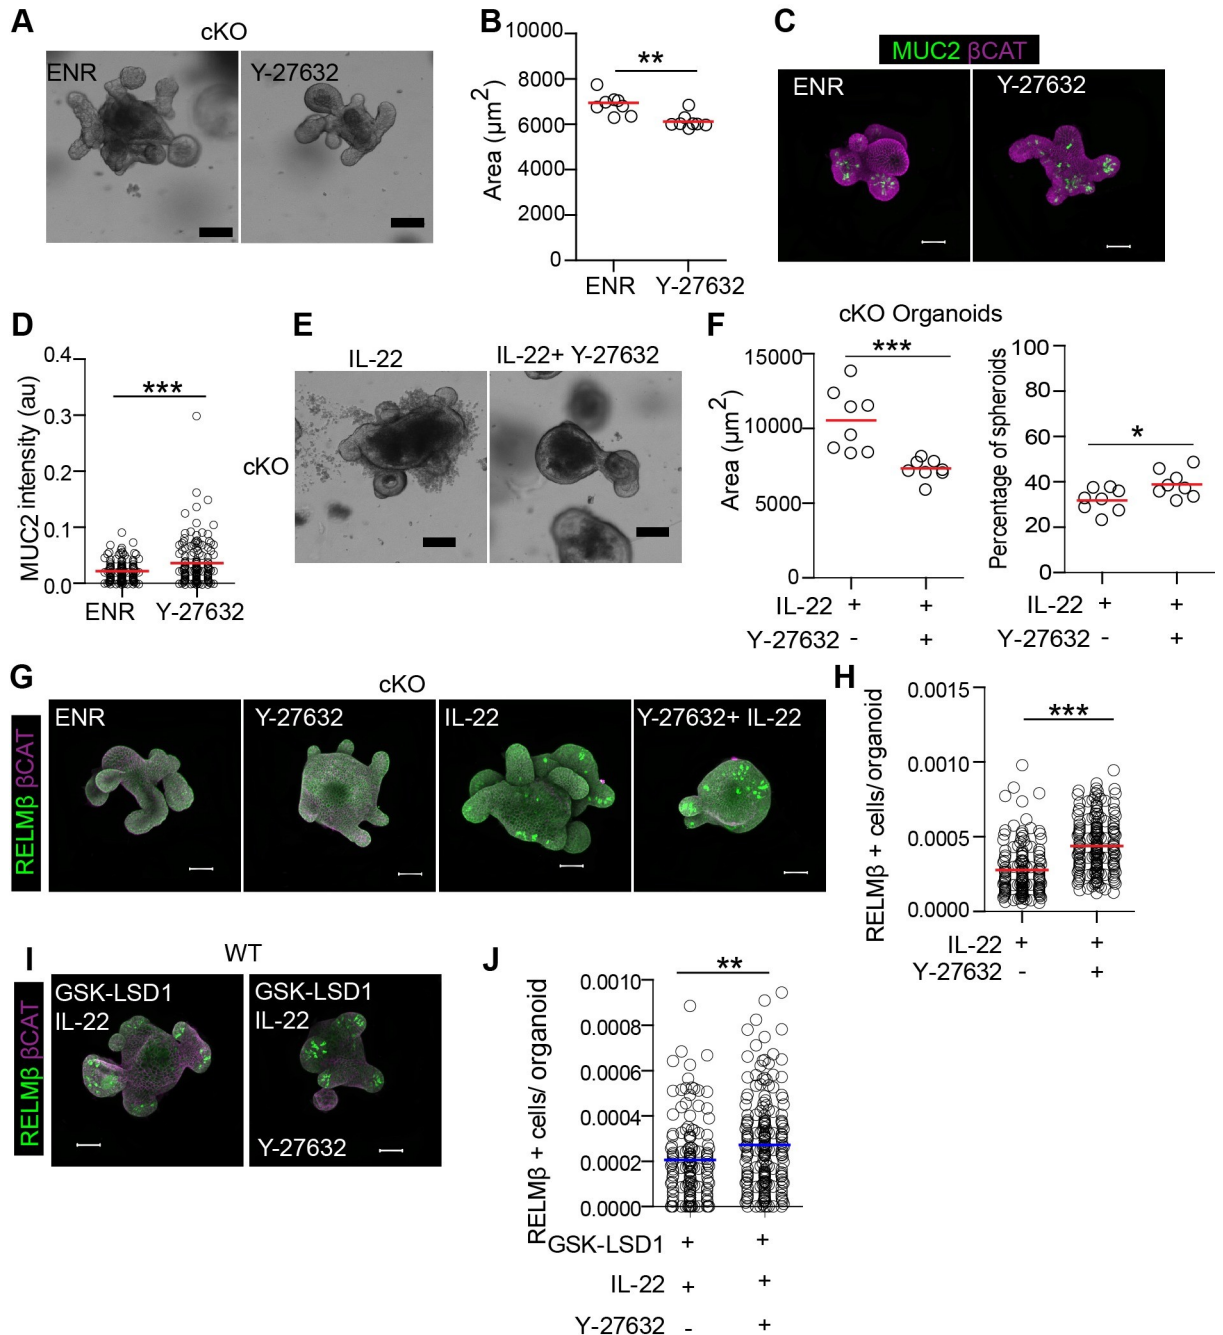 A
cKO
ENR
Y-27632
B
10000
8000
6000
4000
2000
0
Area (µm2)
**
ENR
Y-27632
C
MUC2 βCAT
ENR
Y-27632
D
0.4
0.3
0.2
0.1
0.0
MUC2 intensity (au)
***
ENR
Y-27632
E
IL-22
IL-22+ Y-27632
cKO
F
cKO Organoids
15000
10000
5000
0
Area (µm2)
***
IL-22 + +
Y-27632 - +
100
80
60
40
20
0
Percentage of spheroids
*
IL-22 + +
Y-27632 - +
G
cKO
RELMβ βCAT
ENR
Y-27632
IL-22
Y-27632+ IL-22
H
0.0015
0.0010
0.0005
0.0000
RELMβ + cells/organoid
***
IL-22 + +
Y-27632 - +
I
WT
RELMβ βCAT
GSK-LSD1
IL-22
GSK-LSD1
IL-22
Y-27632
J
0.0010
0.0008
0.0006
0.0004
0.0002
0.0000
RELMβ + cells/ organoid
**
GSK-LSD1 + +
IL-22 + +
Y-27632 - +